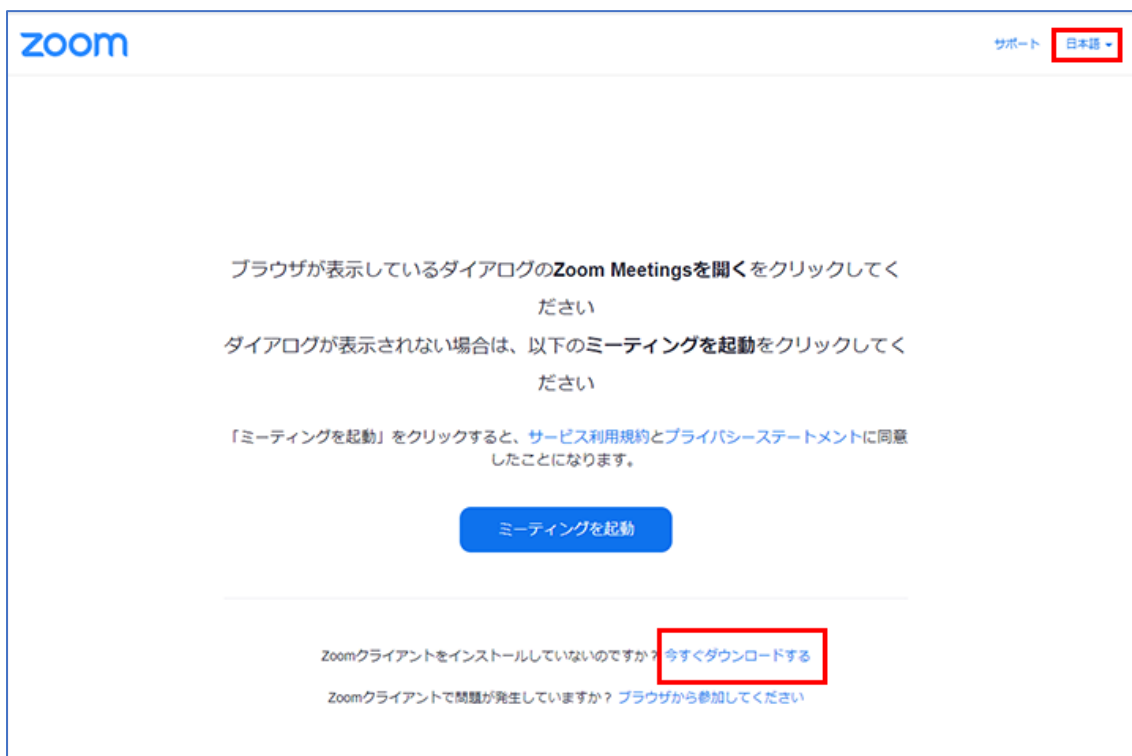 zoom
サポート 日本語
ブラウザが表示しているダイアログのZoom Meetingsを開くをクリックしてく
ださい
ダイアログが表示されない場合は、以下のミーティングを起動をクリックしてく
ださい
「ミーティングを起動」をクリックすると、サービス利用規約とプライバシーステートメントに同意
したことになります。
ミーティングを起動
Zoomクライアントをインストールしていないのですか？今すぐダウンロードする
Zoomクライアントで問題が発生していますか？ ブラウザから参加してください